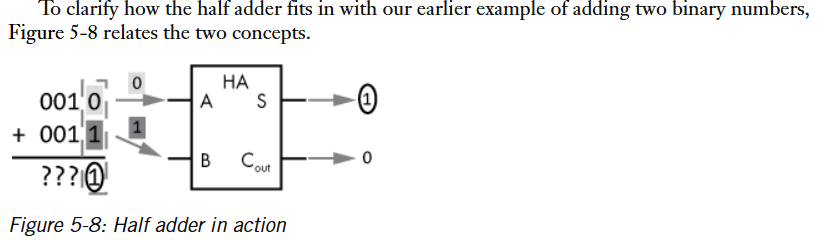 To clarify how the half adder fits in with our earlier example of adding two binary numbers,
Figure 5-8 relates the two concepts.
0010
+ 0011
???1
0
1
HA
A
S
B
Cout
1
0
Figure 5-8: Half adder in action